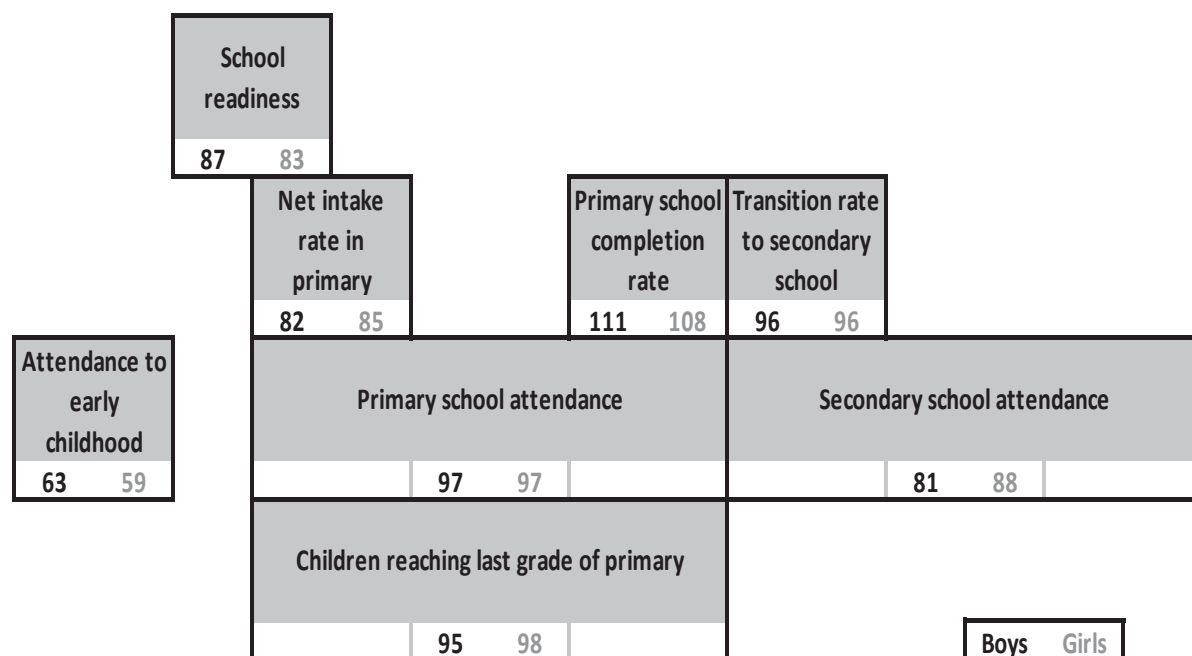 School
readiness
87 83
Net intake
rate in
primary
82 85
Primary school
completion
rate
111 108
Transition rate
to secondary
school
96 96
Attendance to
early
childhood
63 59
Primary school attendance
97 97
Secondary school attendance
81 88
Children reaching last grade of primary
95 98
Boys Girls